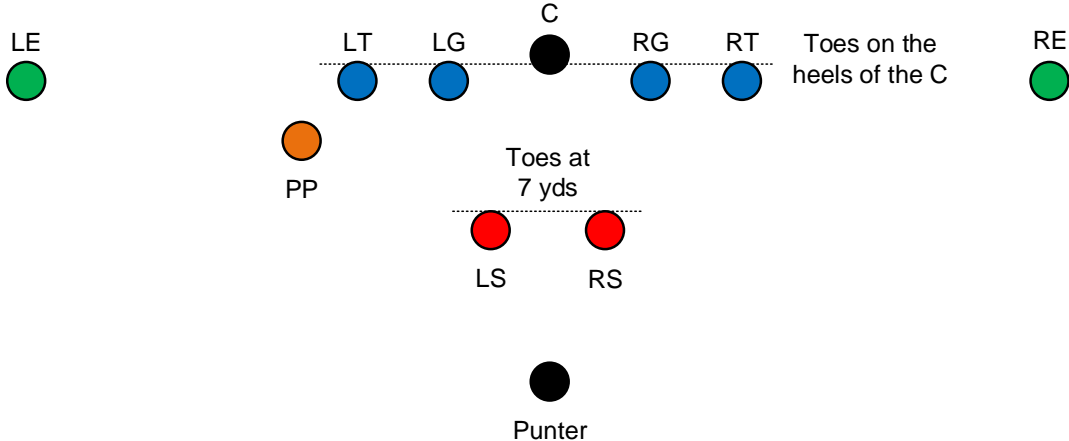 C
LE
LT
LG
RG
RT
Toes on the
heels of the C
RE
PP
Toes at
7 yds
LS
RS
Punter